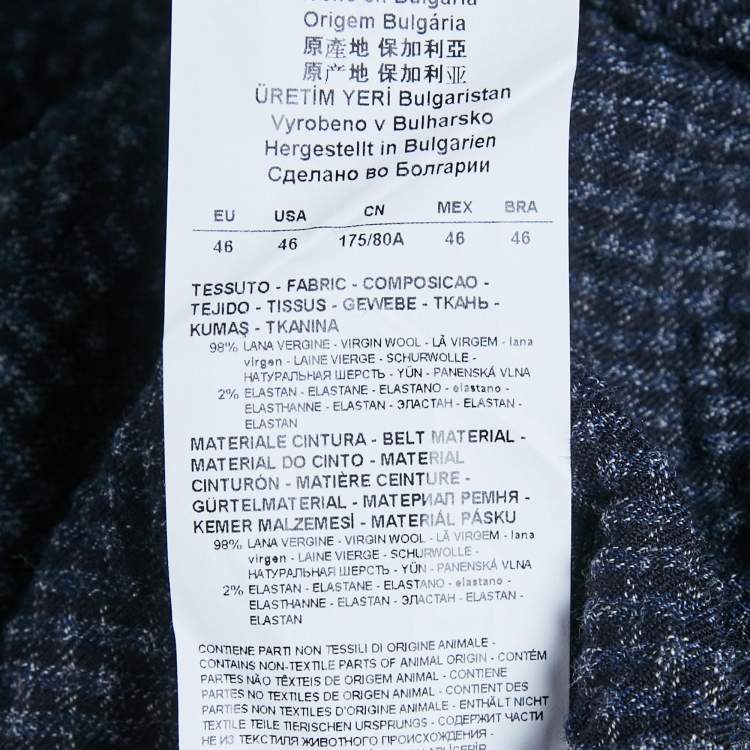 en Bulgaria
Origem Bulgária
原產地 保加利亞
原产地 保加利亚
ÜRETİM YERİ Bulgaristan
Vyrobeno v Bulharsko
Hergestellt in Bulgarien
Сделано во Болгарии
EU USA CN MEX BRA
46 46 175/80A 46 46
TESSUTO - FABRIC - COMPOSICAO -
TEJIDO - TISSUS - GEWEBE - ТКАНЬ -
KUMAŞ - TKANINA
98% LANA VERGINE - VIRGIN WOOL - LÃ VIRGEM - lana
virgen - LAINE VIERGE - SCHURWOLLE -
НАТУРАЛЬНАЯ ШЕРСТЬ - YÜN - PANENSKÁ VLNA
2% ELASTAN - ELASTANE - ELASTANO - elastano -
ELASTHANNE - ELASTAN - ЭЛАСТАН - ELASTAN -
ELASTAN
MATERIALE CINTURA - BELT MATERIAL -
MATERIAL DO CINTO - MATERIAL
CINTURÓN - MATIÈRE CEINTURE -
GÜRTELMATERIAL - МАТЕРИАЛ РЕМНЯ -
KEMER MALZEMESİ - MATERIÁL PÁSKU
98% LANA VERGINE - VIRGIN WOOL - LÃ VIRGEM - lana
virgen - LAINE VIERGE - SCHURWOLLE -
НАТУРАЛЬНАЯ ШЕРСТЬ - YÜN - PANENSKÁ VLNA
2% ELASTAN - ELASTANE - ELASTANO - elastano -
ELASTHANNE - ELASTAN - ЭЛАСТАН - ELASTAN -
ELASTAN
CONTIENE PARTI NON TESSILI DI ORIGINE ANIMALE -
CONTAINS NON-TEXTILE PARTS OF ANIMAL ORIGIN - CONTÉM
PARTES NÃO TÊXTEIS DE ORIGEM ANIMAL - CONTIENE
PARTES NO TEXTILES DE ORIGEN ANIMAL - CONTIENT DES
PARTIES NON TEXTILES D'ORIGINE ANIMALE - ENTHÄLT NICHT
TEXTILE TEILE TIERISCHEN URSPRUNGS - СОДЕРЖИТ ЧАСТИ
НЕ ИЗ ТЕКСТИЛЯ ЖИВОТНОГО ПРОИСХОЖДЕНИЯ -